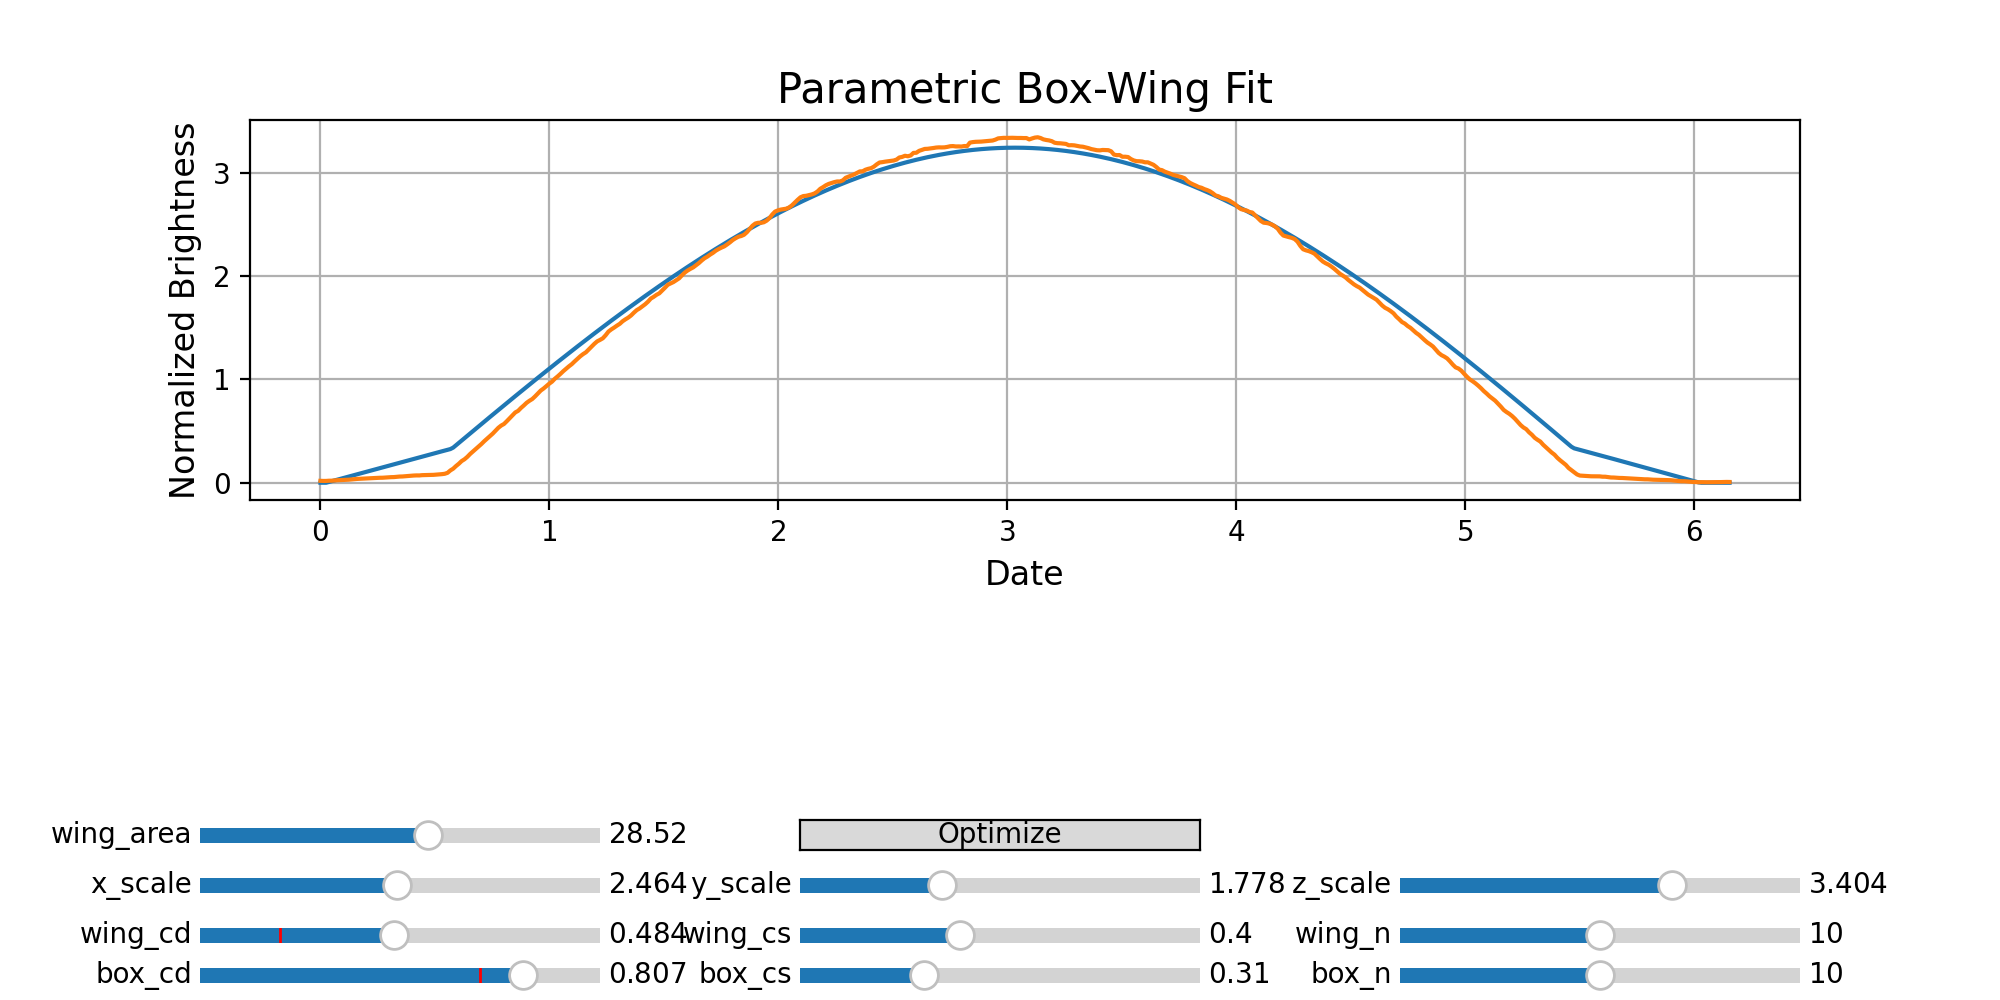 Parametric Box-Wing Fit
Normalized Brightness
3
2
1
0
0 1 2 3 4 5 6
Date
wing_area 28.52 Optimize
x_scale 2.464 y_scale 1.778 z_scale 3.404
wing_cd 0.484 wing_cs 0.4 wing_n 10
box_cd 0.807 box_cs 0.31 box_n 10